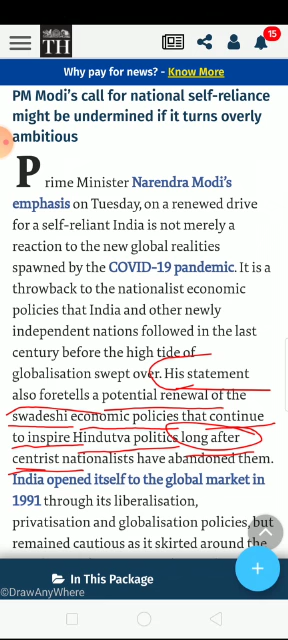 TH
15
Why pay for news? - Know More
PM Modi's call for national self-reliance
might be undermined if it turns overly
ambitious
Prime Minister Narendra Modi's
emphasis on Tuesday, on a renewed drive
for a self-reliant India is not merely a
reaction to the new global realities
spawned by the COVID-19 pandemic. It is a
throwback to the nationalist economic
policies that India and other newly
independent nations followed in the last
century before the high tide of
globalisation swept over. His statement
also foretells a potential renewal of the
swadeshi economic policies that continue
to inspire Hindutva politics long after
centrist nationalists have abandoned them.
India opened itself to the global market in
1991 through its liberalisation,
privatisation and globalisation policies, but
remained cautious as it skirted around the
In This Package
©DrawAnyWhere